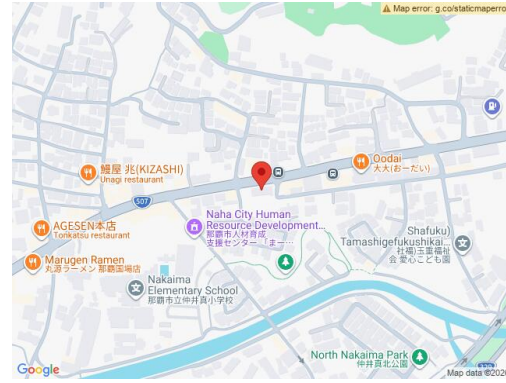 Map error: g.co/staticmaperro
Oodai
大大(おーだい)
鰻屋 兆(KIZASHI)
Unagi restaurant
507
AGESEN本店
Tonkatsu restaurant
Naha City Human
Resource Development...
那覇市人材育成
支援センター「まー…
Shafuku)
Tamashigefukushikai...
社福)玉重福祉
会 愛心こども園
Marugen Ramen
丸源ラーメン 那覇国場店
Nakaima
Elementary School
那覇市立仲井真小学校
North Nakaima Park
仲井真北公園
Google
Map data ©2026